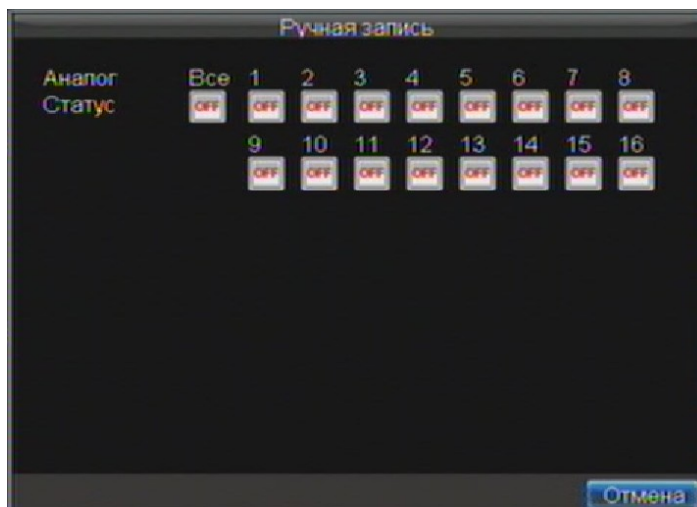 Ручная запись
Аналог Все 1 2 3 4 5 6 7 8
Статус OFF OFF OFF OFF OFF OFF OFF OFF OFF
9 10 11 12 13 14 15 16
OFF OFF OFF OFF OFF OFF OFF OFF
Отмена